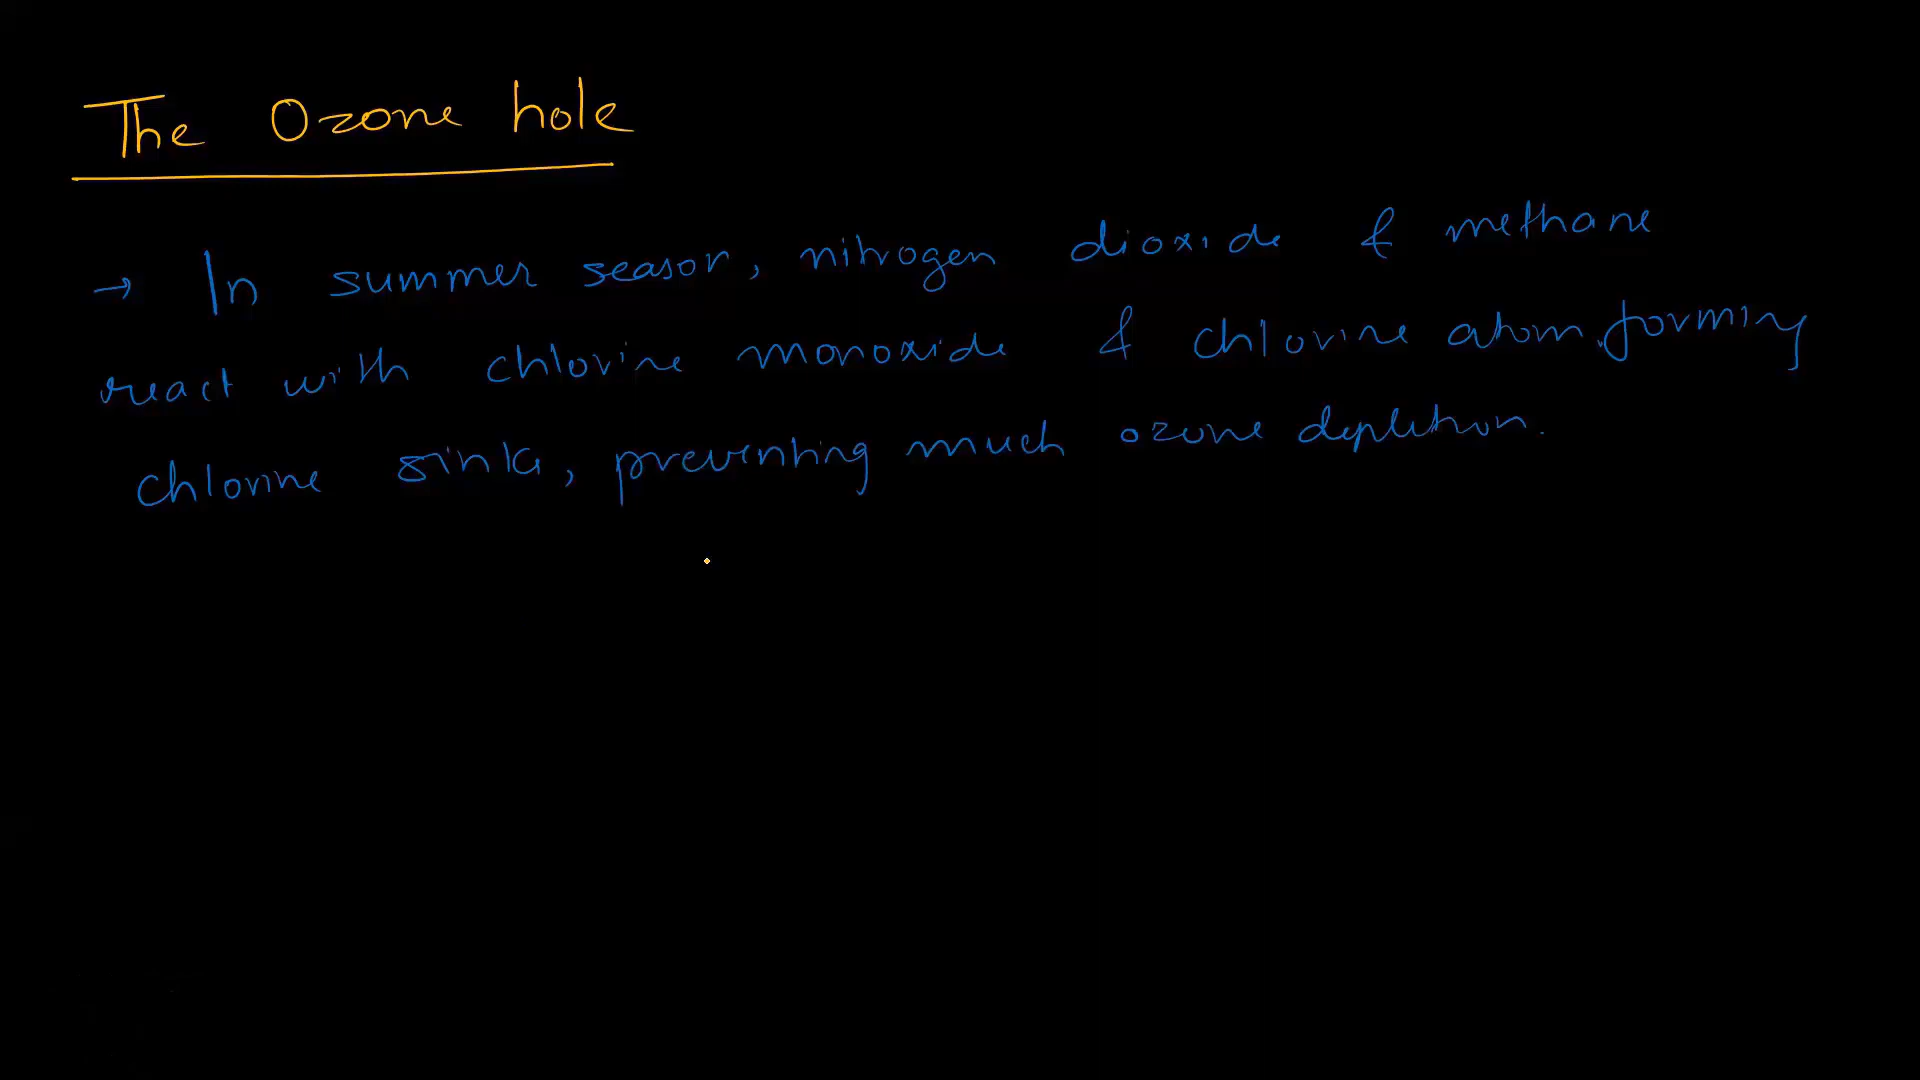 The Ozone hole
→ In summer season, nitrogen dioxide & methane
react with chlorine monoxide & chlorine atom forming
chlorine sink, preventing much ozone depletion.